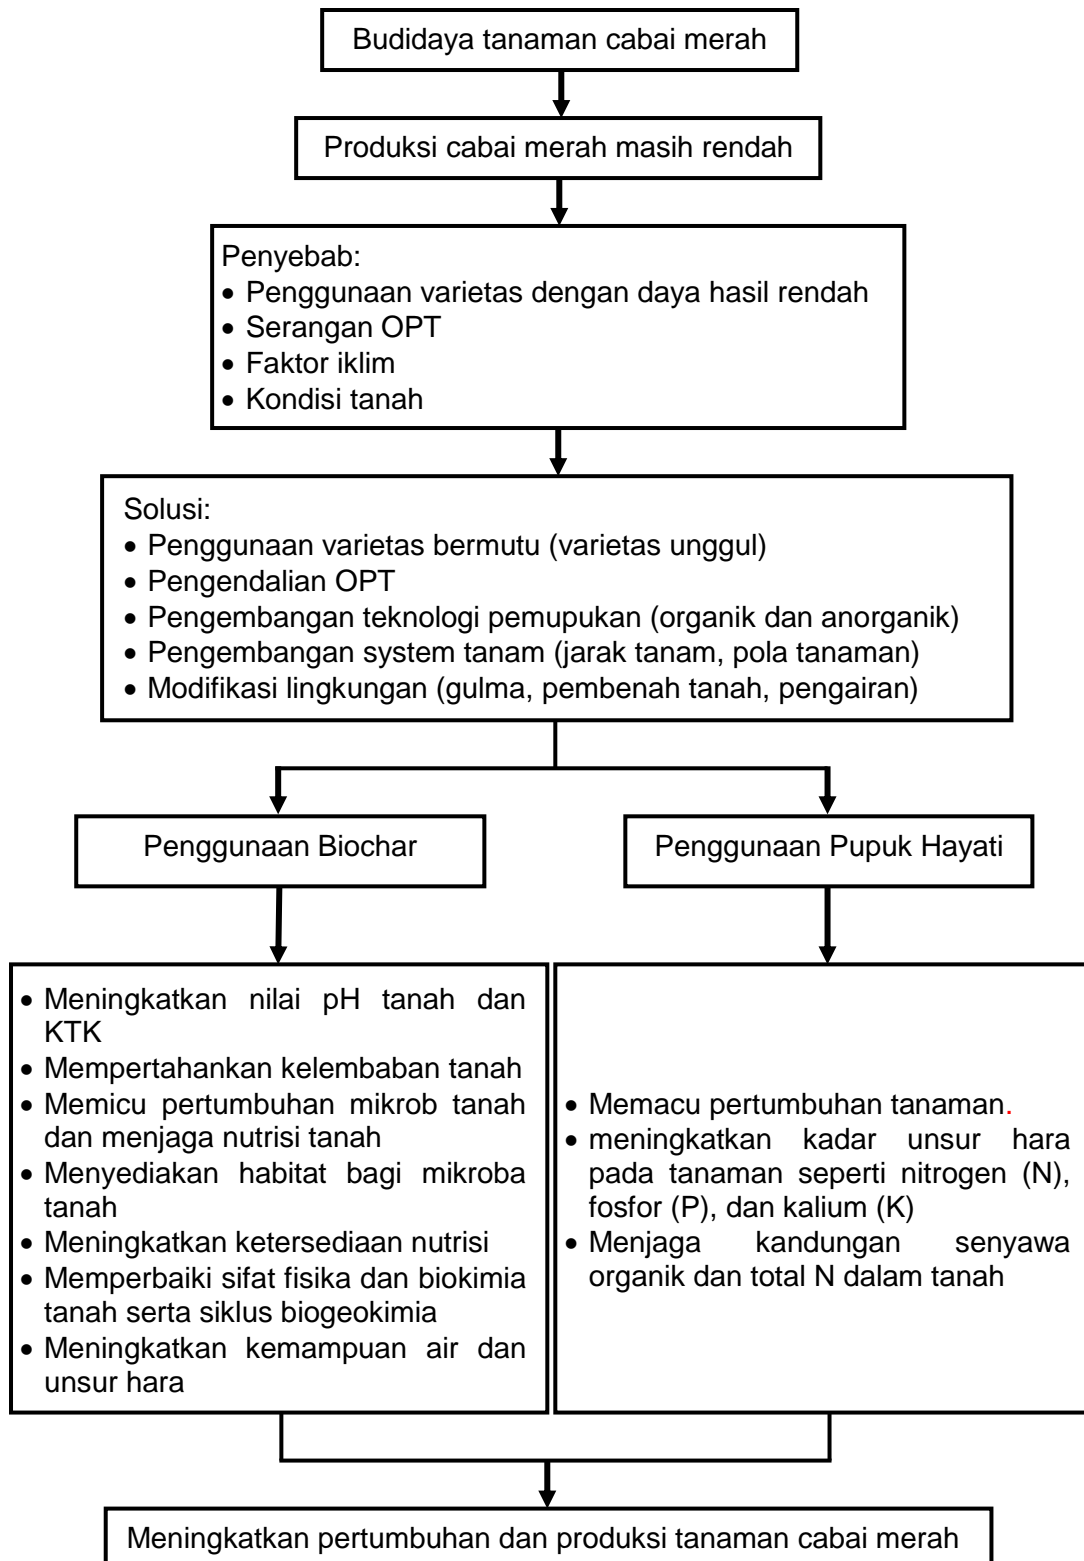 Budidaya tanaman cabai merah
Produksi cabai merah masih rendah
Penyebab:
• Penggunaan varietas dengan daya hasil rendah
• Serangan OPT
• Faktor iklim
• Kondisi tanah
Solusi:
• Penggunaan varietas bermutu (varietas unggul)
• Pengendalian OPT
• Pengembangan teknologi pemupukan (organik dan anorganik)
• Pengembangan system tanam (jarak tanam, pola tanaman)
• Modifikasi lingkungan (gulma, pembenah tanah, pengairan)
Penggunaan Biochar
Penggunaan Pupuk Hayati
• Meningkatkan nilai pH tanah dan
KTK
• Mempertahankan kelembaban tanah
• Memicu pertumbuhan mikrob tanah
dan menjaga nutrisi tanah
• Menyediakan habitat bagi mikroba
tanah
• Meningkatkan ketersediaan nutrisi
• Memperbaiki sifat fisika dan biokimia
tanah serta siklus biogeokimia
• Meningkatkan kemampuan air dan
unsur hara
• Memacu pertumbuhan tanaman.
• meningkatkan kadar unsur hara
pada tanaman seperti nitrogen (N),
fosfor (P), dan kalium (K)
• Menjaga kandungan senyawa
organik dan total N dalam tanah
Meningkatkan pertumbuhan dan produksi tanaman cabai merah